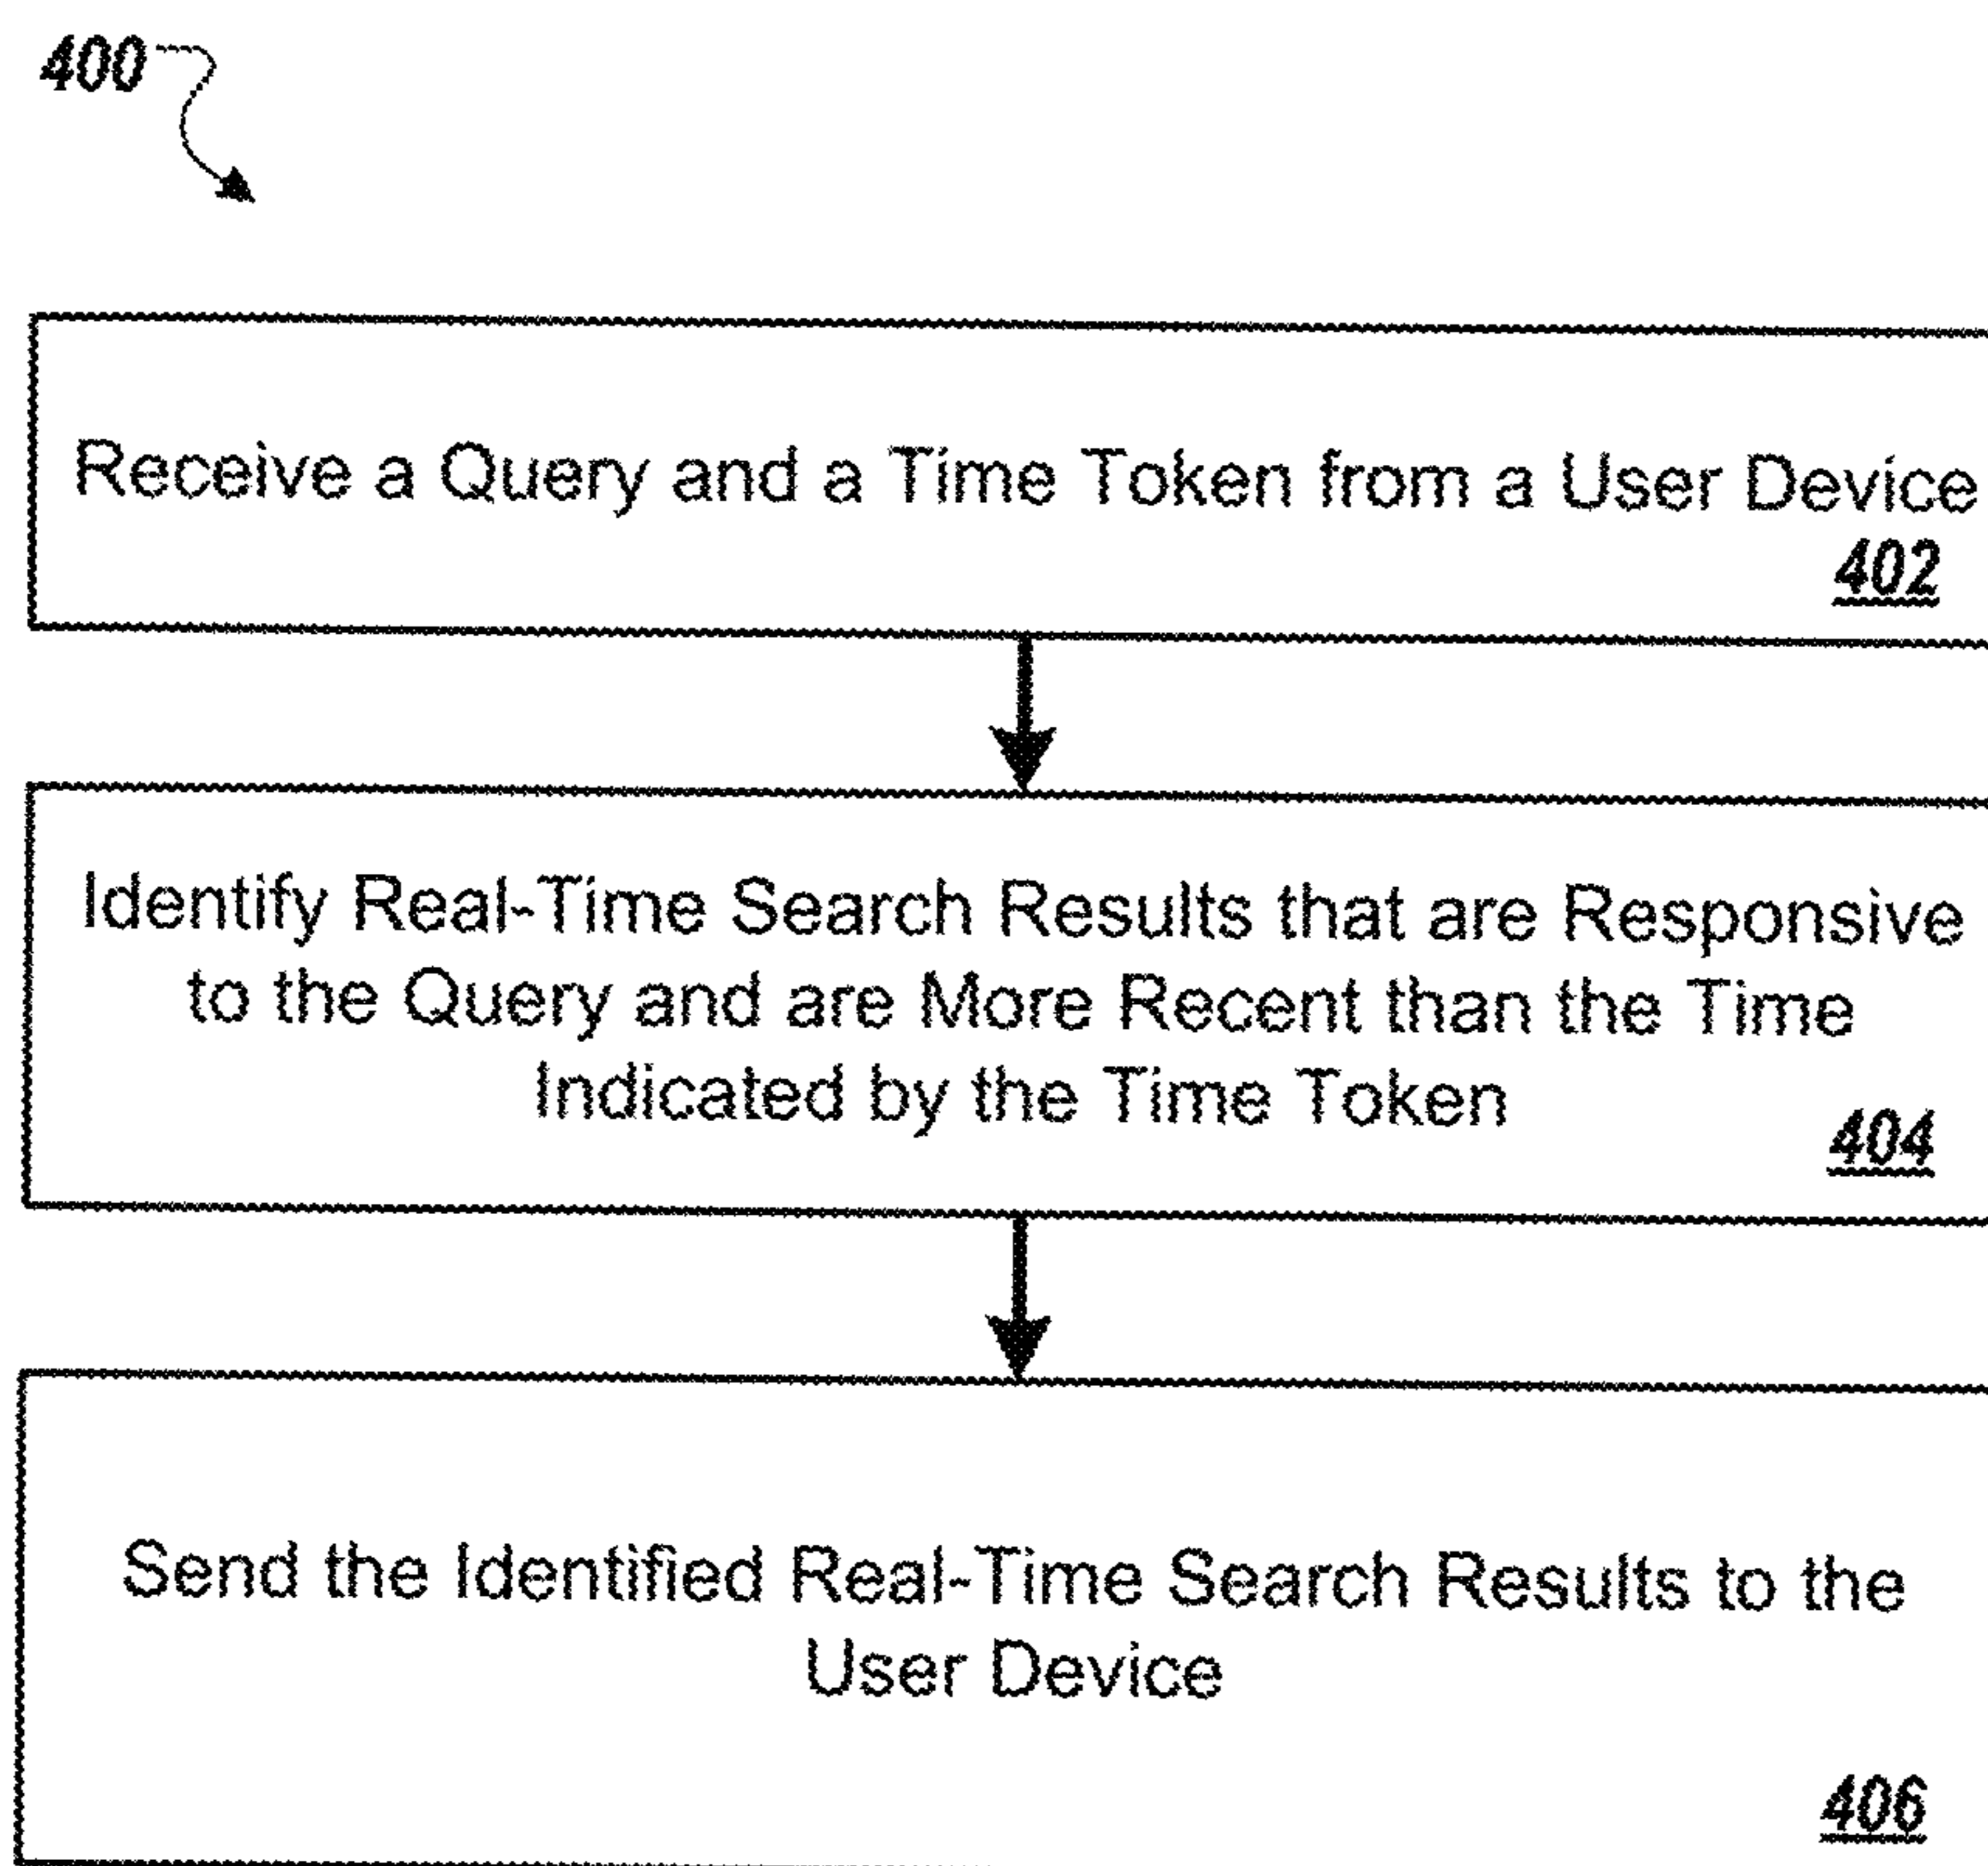 400
Receive a Query and a Time Token from a User Device
402
Identify Real-Time Search Results that are Responsive
to the Query and are More Recent than the Time
Indicated by the Time Token
404
Send the Identified Real-Time Search Results to the
User Device
406